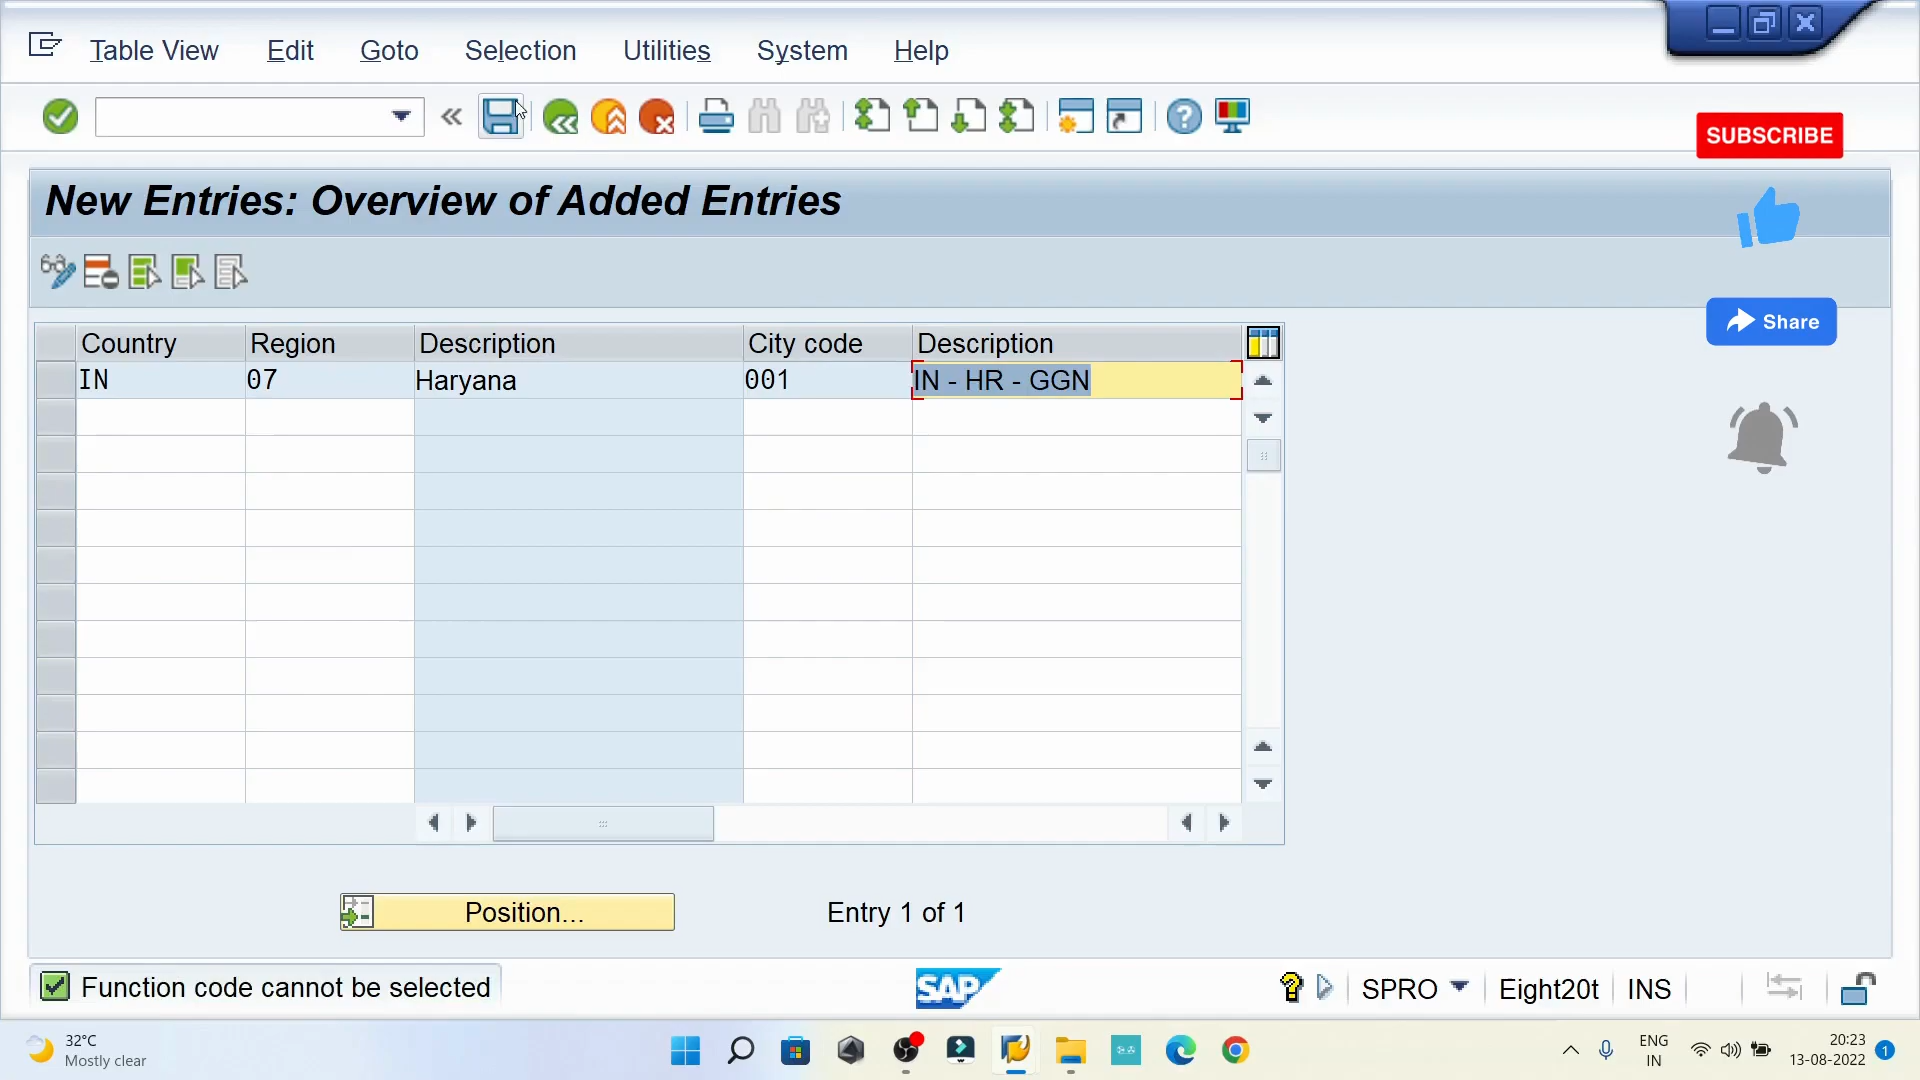 Table View Edit Goto Selection Utilities System Help
SUBSCRIBE
New Entries: Overview of Added Entries
Share
Country Region Description City code Description
IN 07 Haryana 001 IN - HR - GGN
Position... Entry 1 of 1
Function code cannot be selected SAP SPRO Eight20t INS
32°C
Mostly clear
ENG
IN
20:23
13-08-2022
1